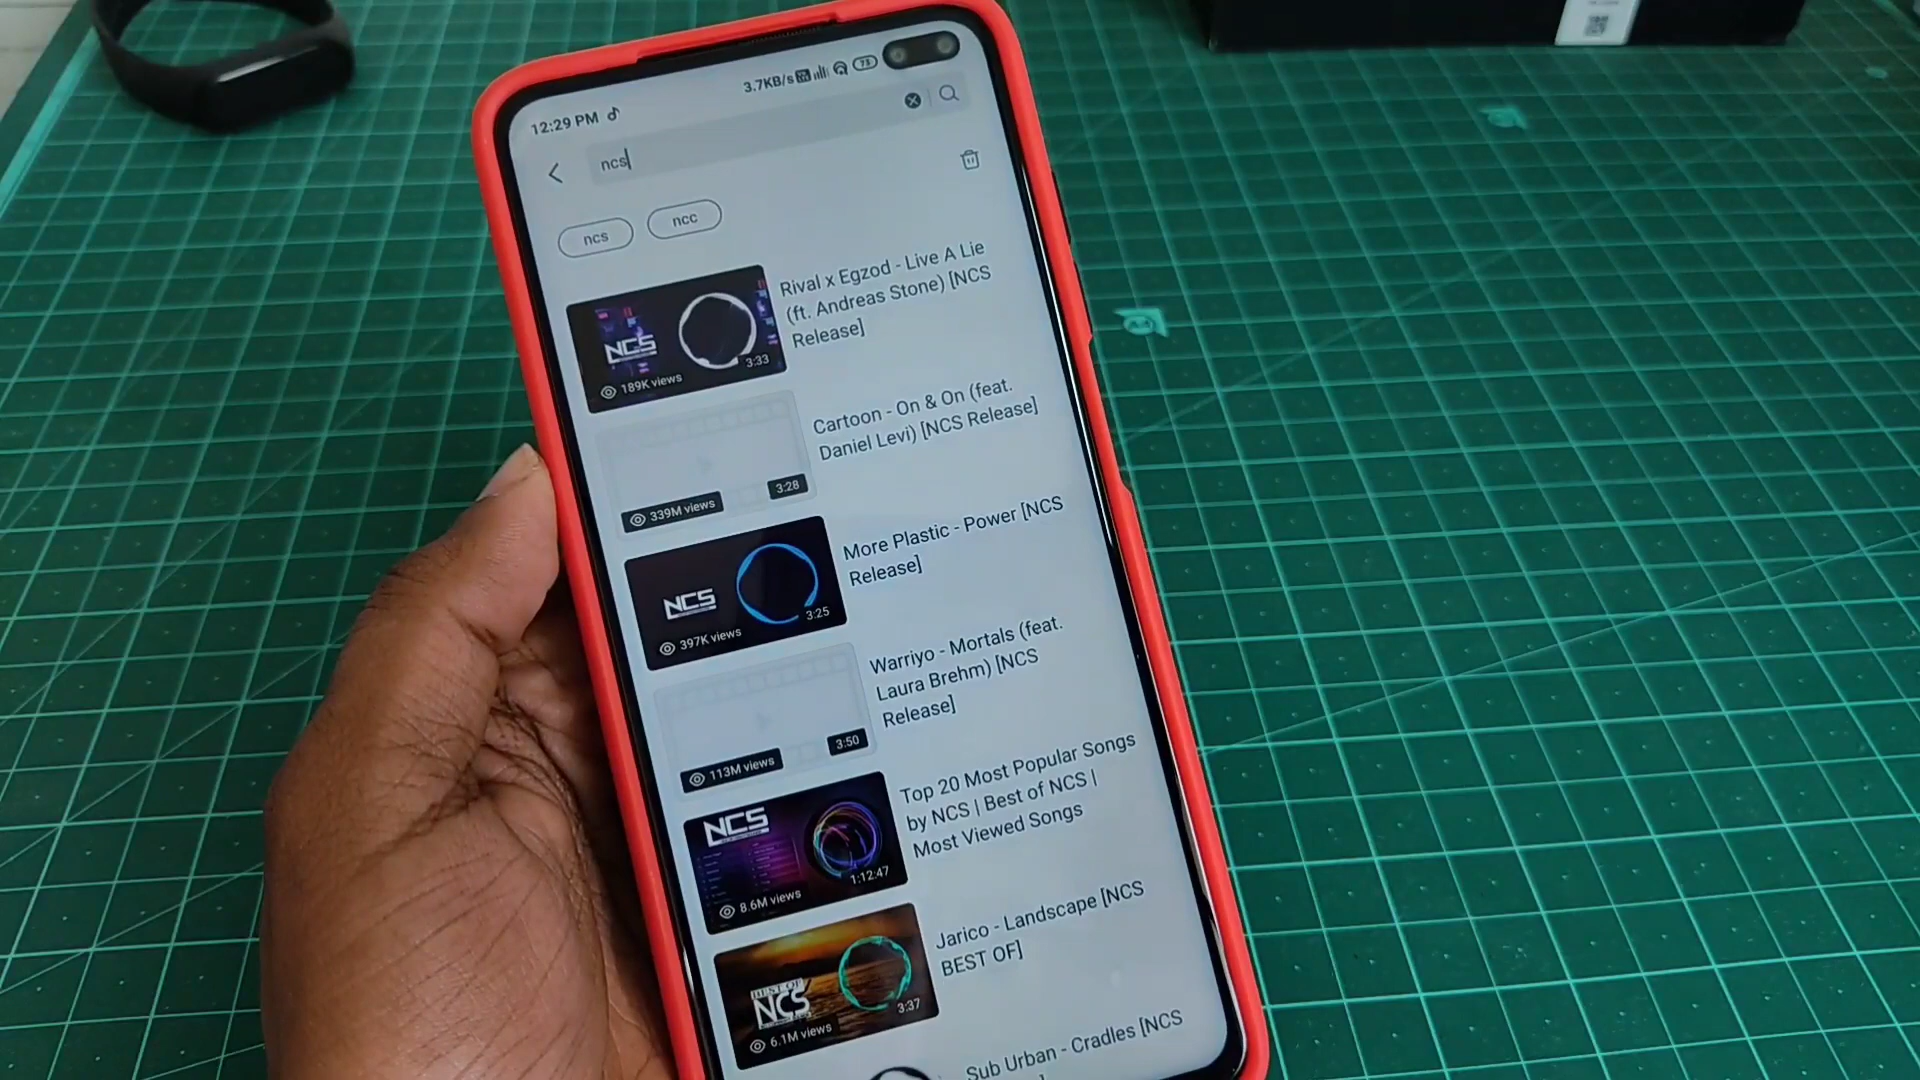 12:29 PM
3.7KB/s
73
ncs
ncs
ncc
NCS
189K views
3:33
Rival x Egzod - Live A Lie
(ft. Andreas Stone) [NCS
Release]
339M views
3:28
Cartoon - On & On (feat.
Daniel Levi) [NCS Release]
NCS
397K views
3:25
More Plastic - Power [NCS
Release]
113M views
3:50
Warriyo - Mortals (feat.
Laura Brehm) [NCS
Release]
NCS
8.6M views
1:12:47
Top 20 Most Popular Songs
by NCS | Best of NCS |
Most Viewed Songs
BEST OF
NCS
6.1M views
3:37
Jarico - Landscape [NCS
BEST OF]
Sub Urban - Cradles [NCS